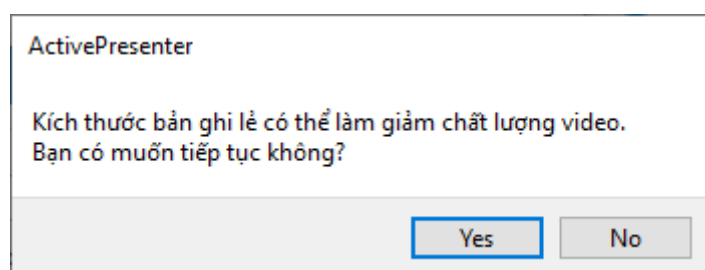 ActivePresenter
Kích thước bản ghi lẻ có thể làm giảm chất lượng video.
Bạn có muốn tiếp tục không?
Yes
No